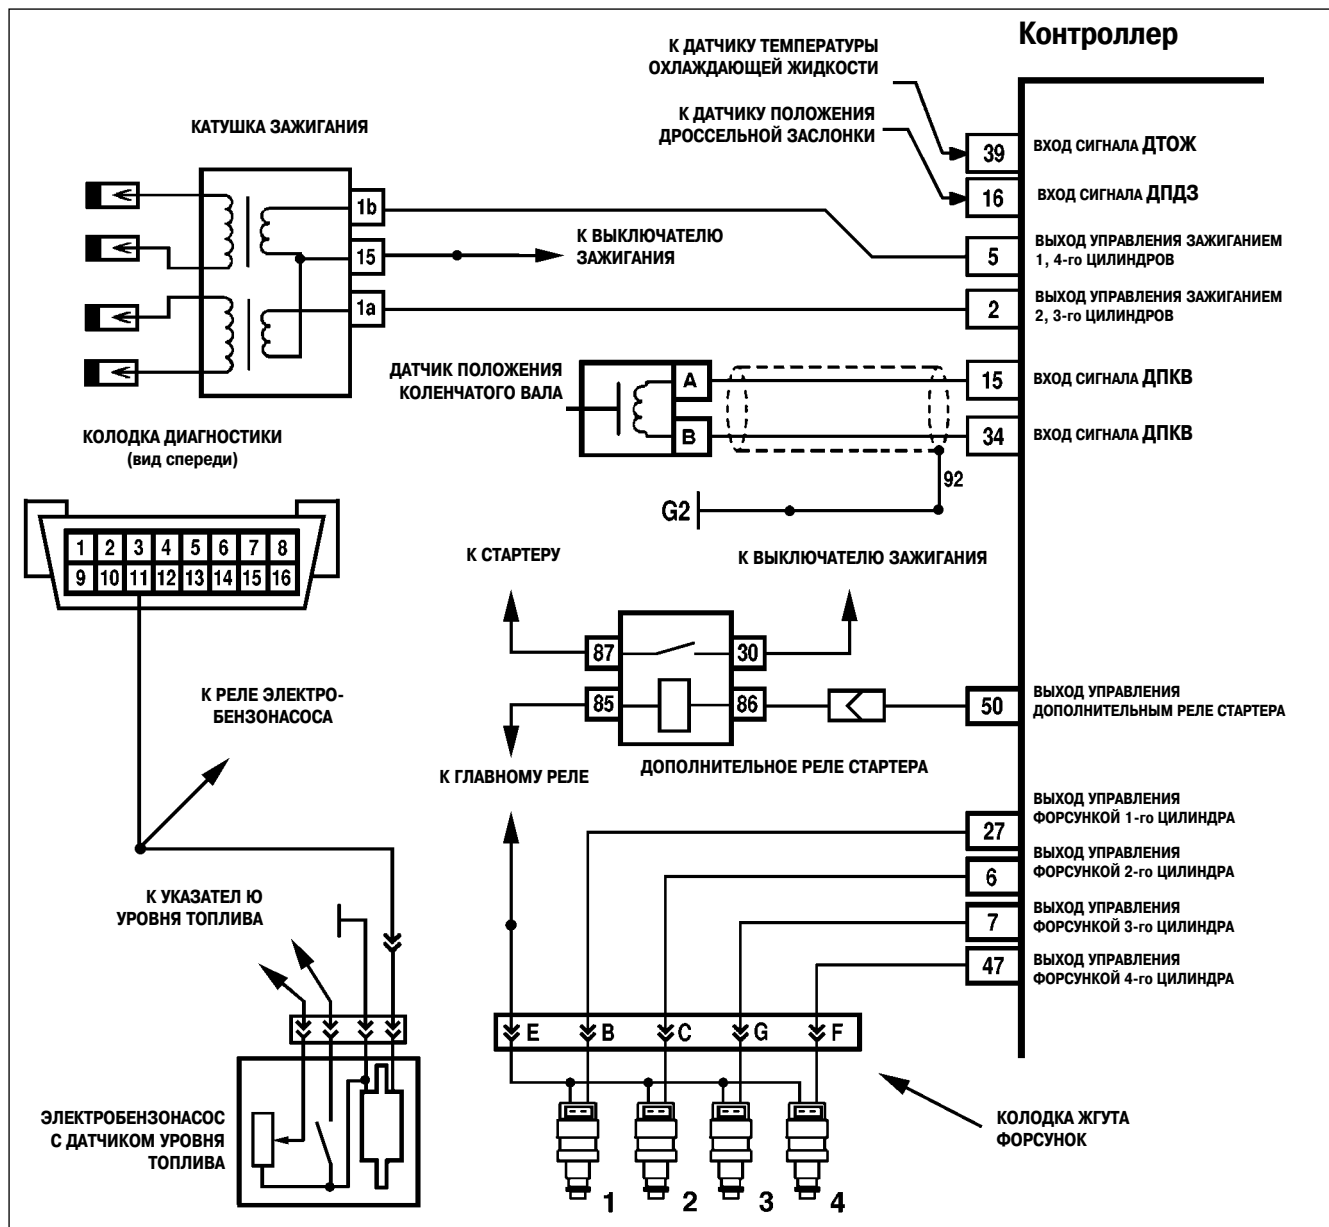 Контроллер
К ДАТЧИКУ ТЕМПЕРАТУРЫ
ОХЛАЖДАЮЩЕЙ ЖИДКОСТИ
К ДАТЧИКУ ПОЛОЖЕНИЯ
ДРОССЕЛЬНОЙ ЗАСЛОНКИ
39
ВХОД СИГНАЛА ДТОЖ
16
ВХОД СИГНАЛА ДПДЗ
КАТУШКА ЗАЖИГАНИЯ
1b
15
1a
К ВЫКЛЮЧАТЕЛЮ
ЗАЖИГАНИЯ
5
ВЫХОД УПРАВЛЕНИЯ ЗАЖИГАНИЕМ
1, 4-го ЦИЛИНДРОВ
2
ВЫХОД УПРАВЛЕНИЯ ЗАЖИГАНИЕМ
2, 3-го ЦИЛИНДРОВ
ДАТЧИК ПОЛОЖЕНИЯ
КОЛЕНЧАТОГО ВАЛА
A
B
15
ВХОД СИГНАЛА ДПКВ
34
ВХОД СИГНАЛА ДПКВ
92
G2
КОЛОДКА ДИАГНОСТИКИ
(вид спереди)
1 2 3 4 5 6 7 8
9 10 11 12 13 14 15 16
К СТАРТЕРУ
К ВЫКЛЮЧАТЕЛЮ ЗАЖИГАНИЯ
87
30
85
86
50
ВЫХОД УПРАВЛЕНИЯ
ДОПОЛНИТЕЛЬНЫМ РЕЛЕ СТАРТЕРА
К РЕЛЕ ЭЛЕКТРО-
БЕНЗОНАСОСА
К ГЛАВНОМУ РЕЛЕ
ДОПОЛНИТЕЛЬНОЕ РЕЛЕ СТАРТЕРА
27
ВЫХОД УПРАВЛЕНИЯ
ФОРСУНКОЙ 1-го ЦИЛИНДРА
6
ВЫХОД УПРАВЛЕНИЯ
ФОРСУНКОЙ 2-го ЦИЛИНДРА
7
ВЫХОД УПРАВЛЕНИЯ
ФОРСУНКОЙ 3-го ЦИЛИНДРА
47
ВЫХОД УПРАВЛЕНИЯ
ФОРСУНКОЙ 4-го ЦИЛИНДРА
К УКАЗАТЕЛ Ю
УРОВНЯ ТОПЛИВА
E B C G F
ЭЛЕКТРОБЕНЗОНАСОС
С ДАТЧИКОМ УРОВНЯ
ТОПЛИВА
КОЛОДКА ЖГУТА
ФОРСУНОК
1 2 3 4